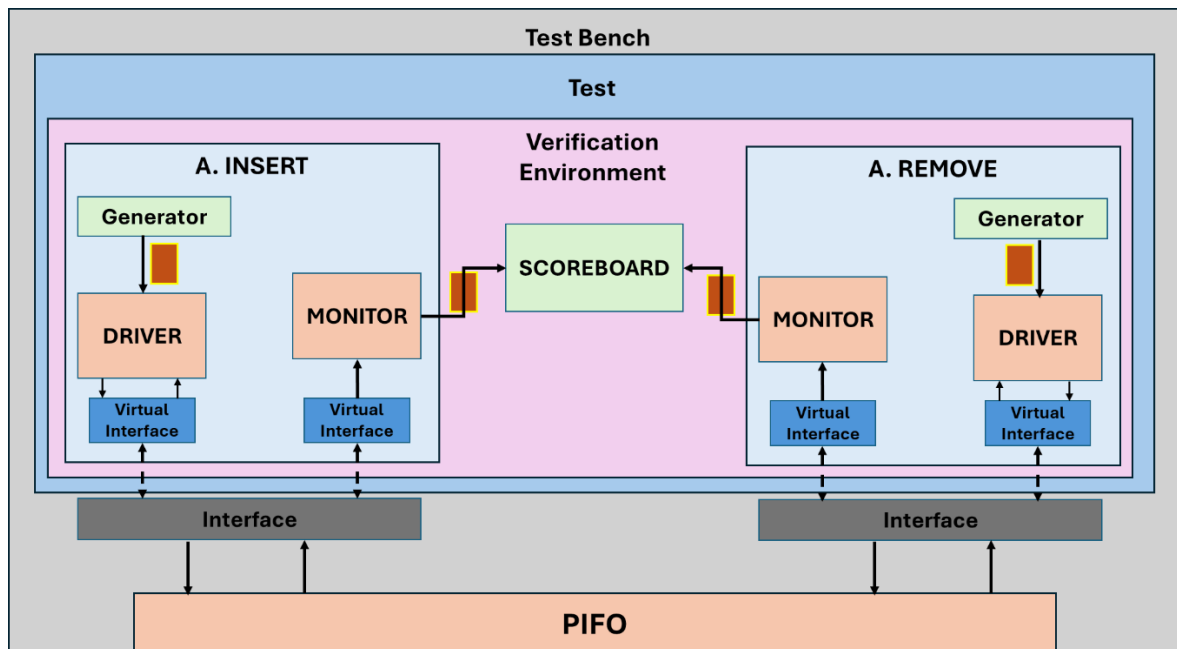 Test Bench
Test
Verification
Environment
A. INSERT
Generator
DRIVER
Virtual
Interface
MONITOR
Virtual
Interface
SCOREBOARD
A. REMOVE
Generator
MONITOR
Virtual
Interface
DRIVER
Virtual
Interface
Interface
Interface
PIFO